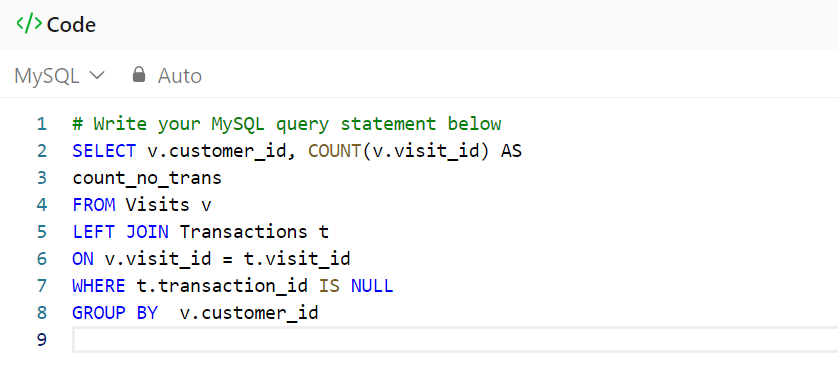 </> Code
MySQL Auto
1 # Write your MySQL query statement below
2 SELECT v.customer_id, COUNT(v.visit_id) AS
3 count_no_trans
4 FROM Visits v
5 LEFT JOIN Transactions t
6 ON v.visit_id = t.visit_id
7 WHERE t.transaction_id IS NULL
8 GROUP BY  v.customer_id
9